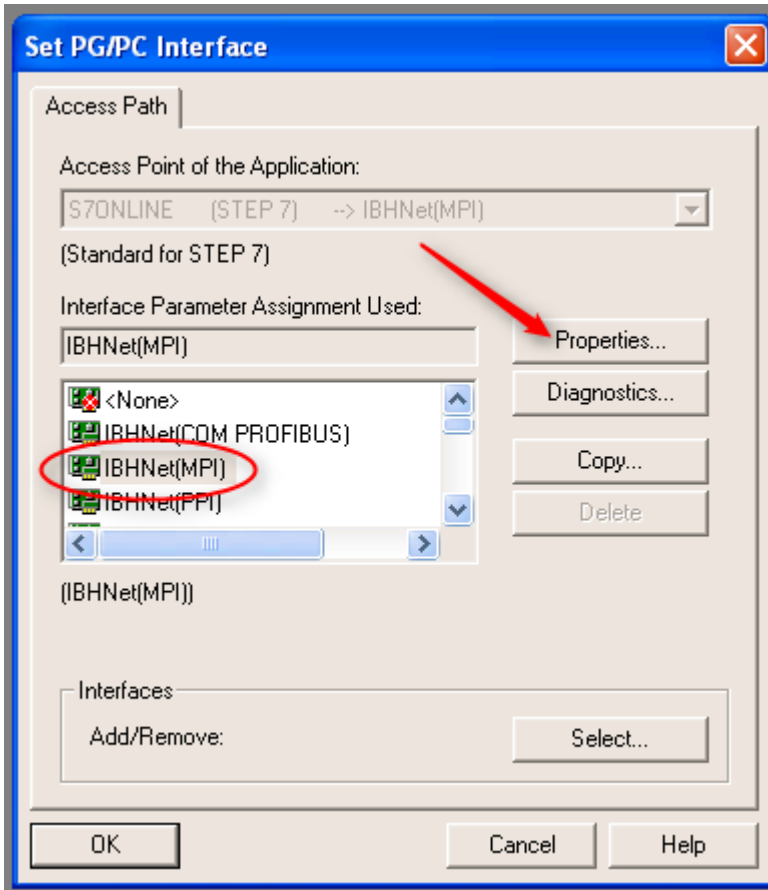 Set PG/PC Interface
Access Path
Access Point of the Application:
S7ONLINE (STEP 7) --> IBHNet(MPI)
(Standard for STEP 7)
Interface Parameter Assignment Used:
IBHNet(MPI)
Properties...
<None>
IBHNet(COM PROFIBUS)
IBHNet(MPI)
IBHNet(PPI)
Diagnostics...
Copy...
Delete
(IBHNet(MPI))
Interfaces
Add/Remove:
Select...
OK
Cancel
Help